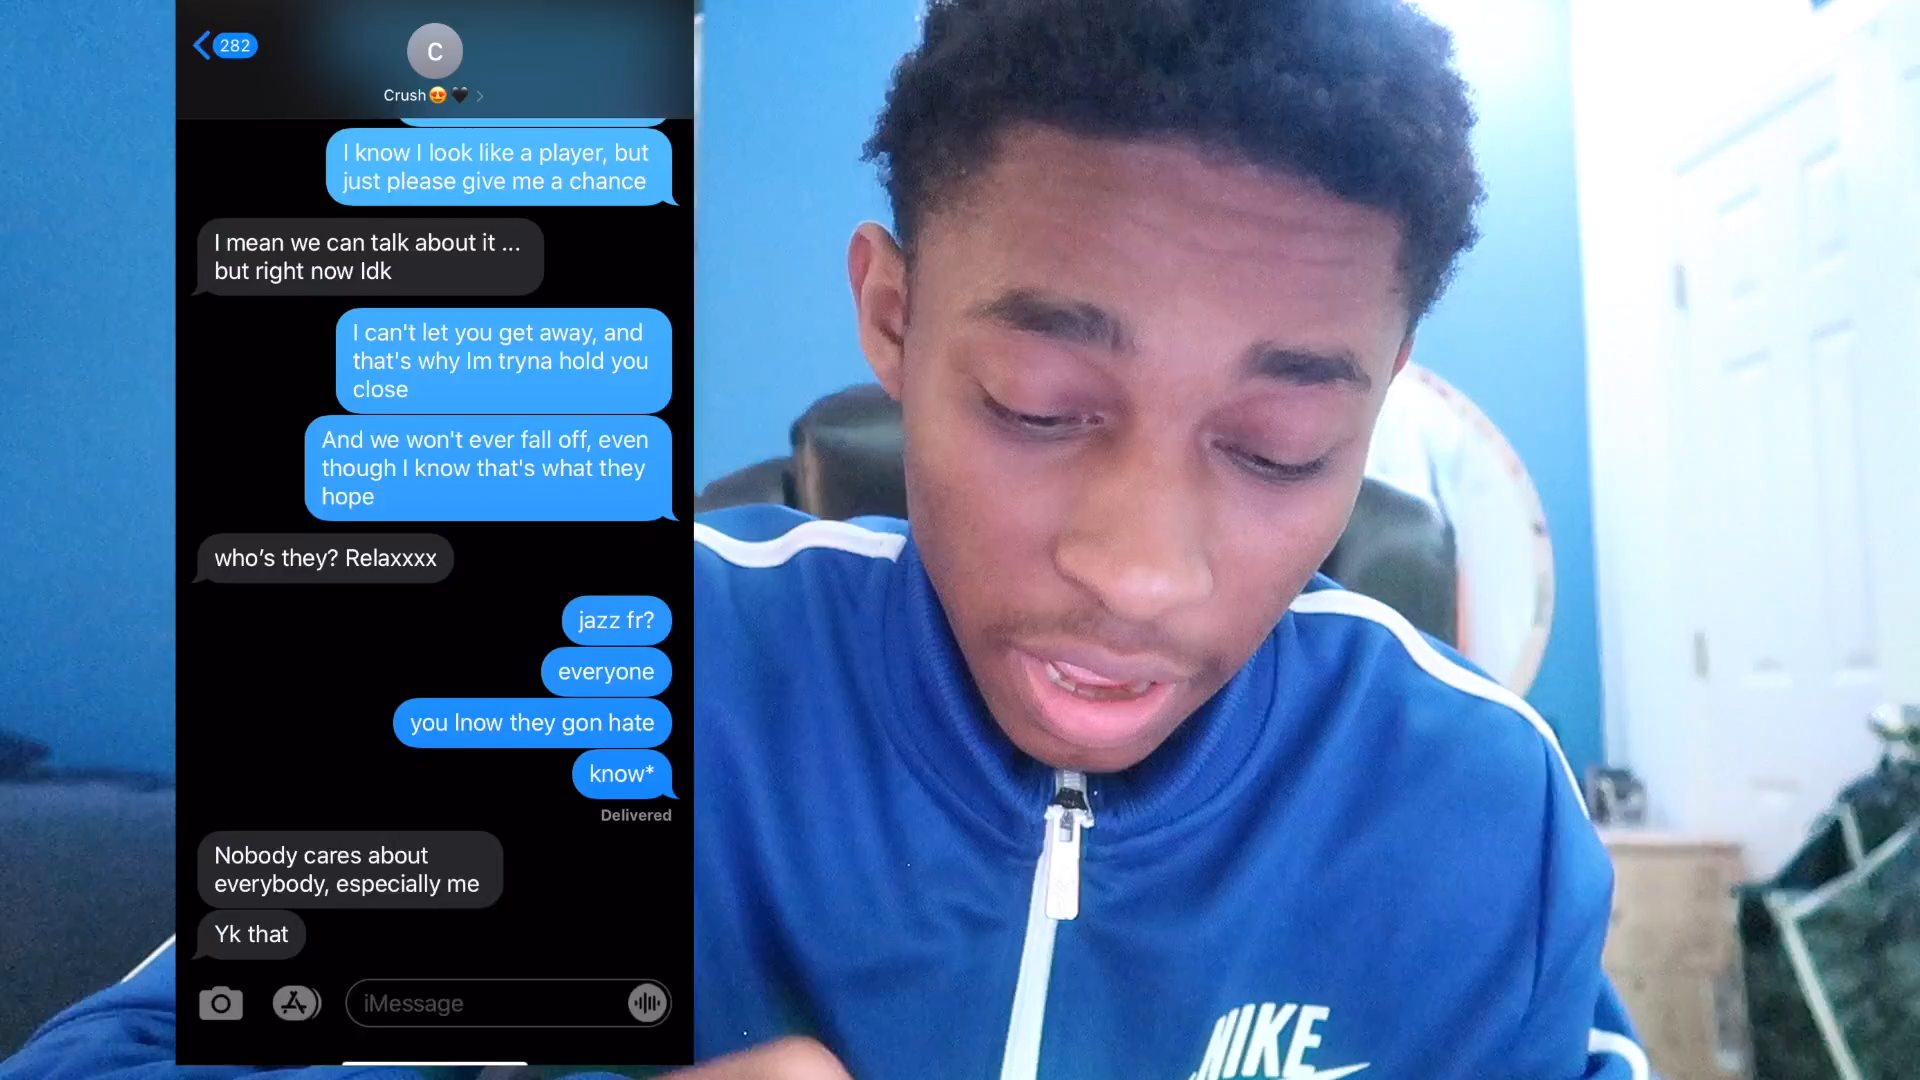 282
C
Crush😍🖤 >
I know I look like a player, but
just please give me a chance
I mean we can talk about it ...
but right now Idk
I can't let you get away, and
that's why Im tryna hold you
close
And we won't ever fall off, even
though I know that's what they
hope
who's they? Relaxxxx
jazz fr?
everyone
you lnow they gon hate
know*
Delivered
Nobody cares about
everybody, especially me
Yk that
iMessage
NIKE